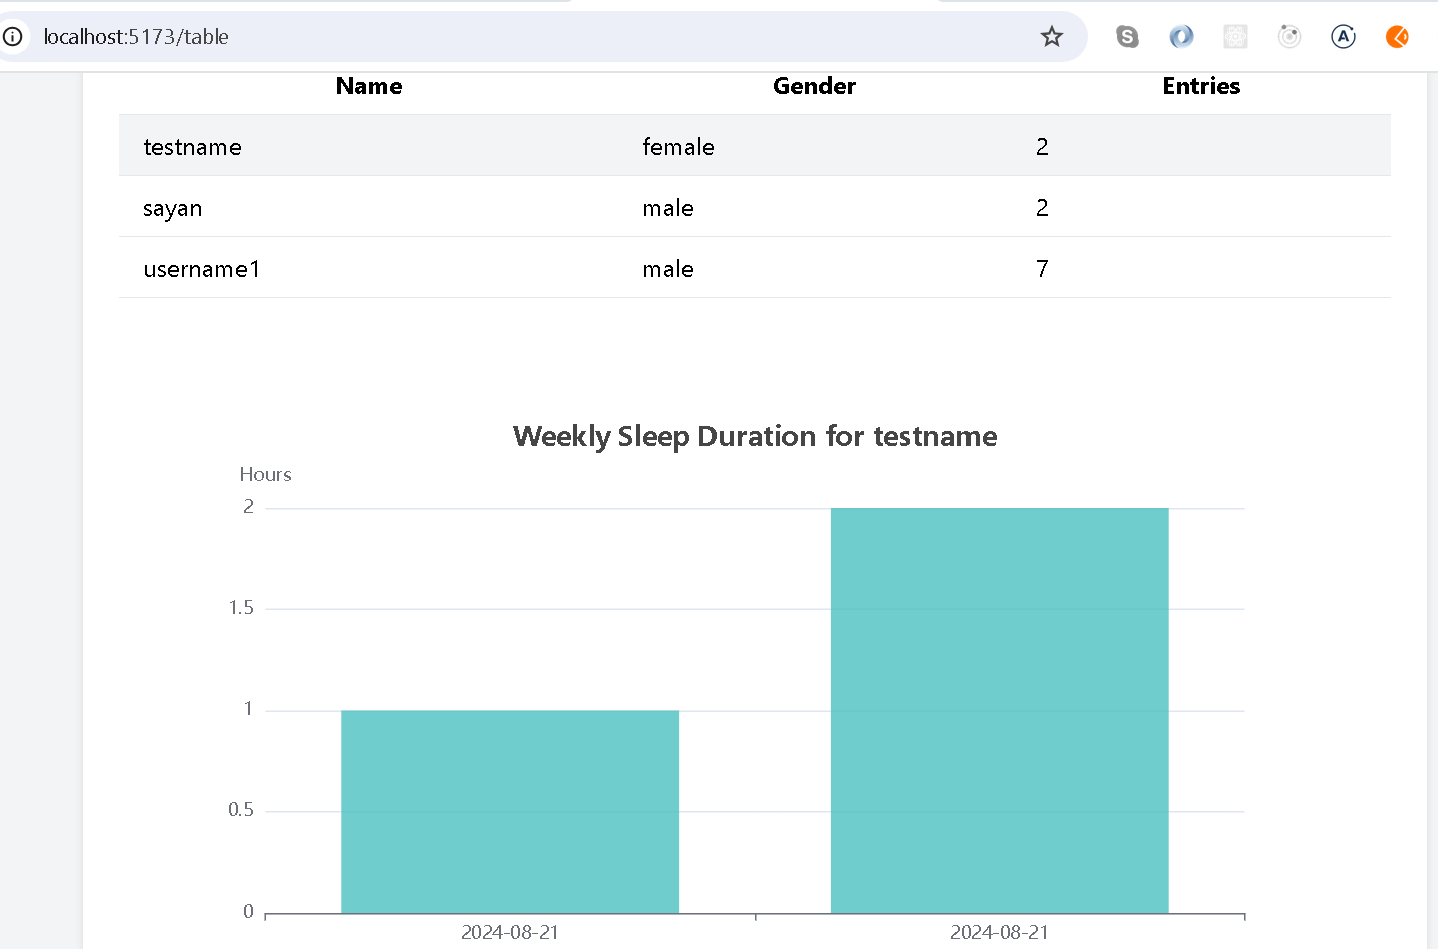 localhost:5173/table
S
A
Name Gender Entries
testname female 2
sayan male 2
username1 male 7
Weekly Sleep Duration for testname
Hours
2
1.5
1
0.5
0
2024-08-21 2024-08-21